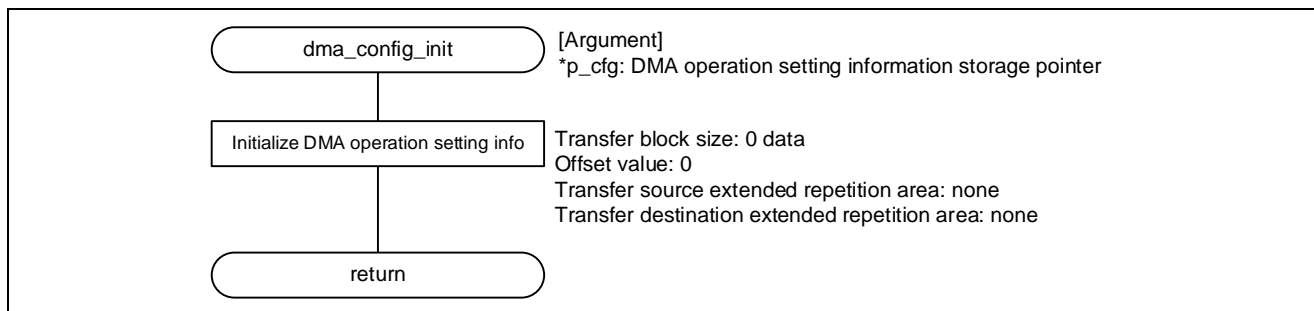 dma_config_init
[Argument]
*p_cfg: DMA operation setting information storage pointer
Initialize DMA operation setting info
Transfer block size: 0 data
Offset value: 0
Transfer source extended repetition area: none
Transfer destination extended repetition area: none
return